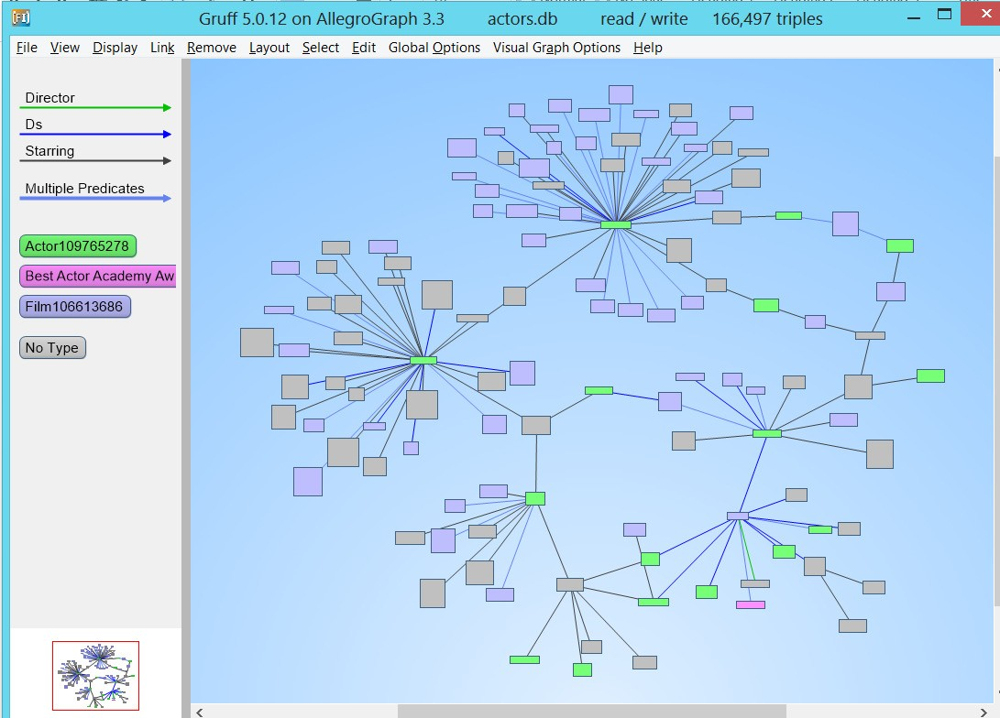 Gruff 5.0.12 on AllegroGraph 3.3 actors.db read / write 166,497 triples
File View Display Link Remove Layout Select Edit Global Options Visual Graph Options Help
Director
Ds
Starring
Multiple Predicates
Actor109765278
Best Actor Academy Aw
Film106613686
No Type